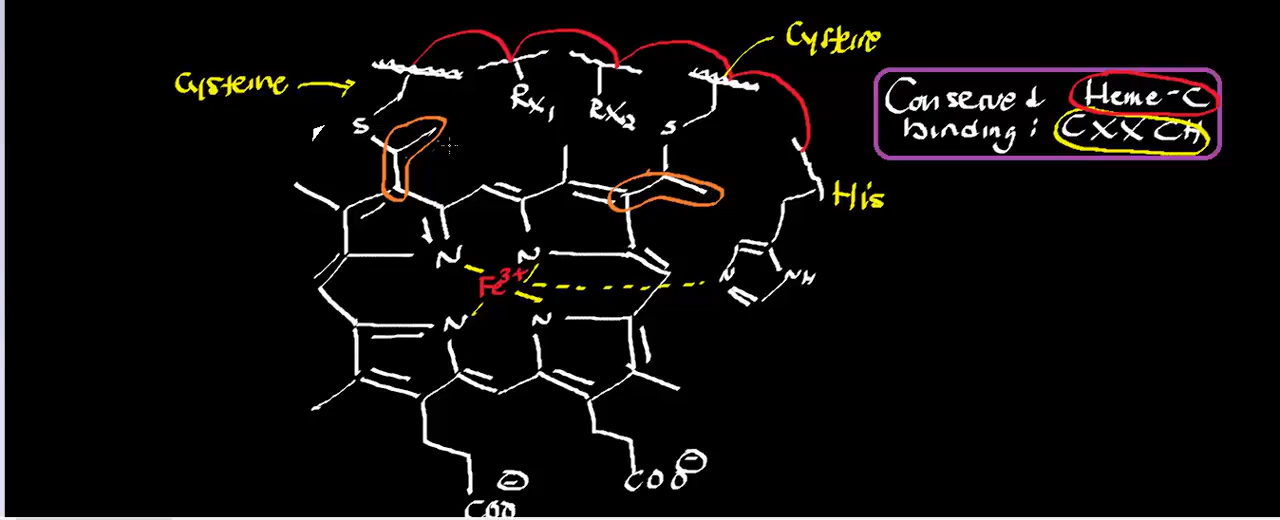 Cysteine
Cysteine
Conserved Heme-C
binding: CXXCH
RX1
RX2
S
S
His
N
N
N
NH
Fe3+
N
N
COO-
COO-